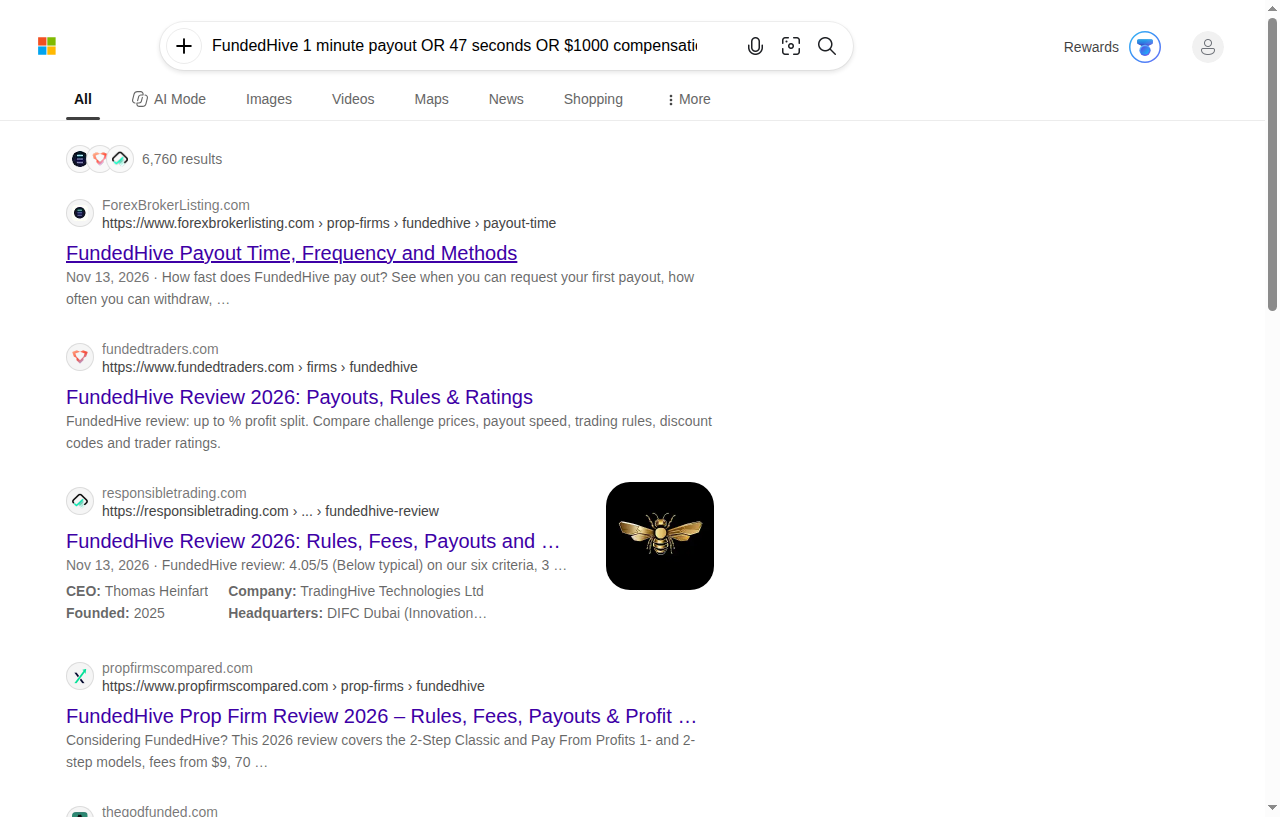 FundedHive 1 minute payout OR 47 seconds OR $1000 compensati
Rewards
All
AI Mode
Images
Videos
Maps
News
Shopping
More
6,760 results
ForexBrokerListing.com
https://www.forexbrokerlisting.com › prop-firms › fundedhive › payout-time
FundedHive Payout Time, Frequency and Methods
Nov 13, 2026 · How fast does FundedHive pay out? See when you can request your first payout, how
often you can withdraw, …
fundedtraders.com
https://www.fundedtraders.com › firms › fundedhive
FundedHive Review 2026: Payouts, Rules & Ratings
FundedHive review: up to % profit split. Compare challenge prices, payout speed, trading rules, discount
codes and trader ratings.
responsibletrading.com
https://responsibletrading.com › ... › fundedhive-review
FundedHive Review 2026: Rules, Fees, Payouts and …
Nov 13, 2026 · FundedHive review: 4.05/5 (Below typical) on our six criteria, 3 …
CEO: Thomas Heinfart Company: TradingHive Technologies Ltd
Founded: 2025 Headquarters: DIFC Dubai (Innovation…
propfirmscompared.com
https://www.propfirmscompared.com › prop-firms › fundedhive
FundedHive Prop Firm Review 2026 – Rules, Fees, Payouts & Profit …
Considering FundedHive? This 2026 review covers the 2-Step Classic and Pay From Profits 1- and 2-
step models, fees from $9, 70 …
thegodfunded.com